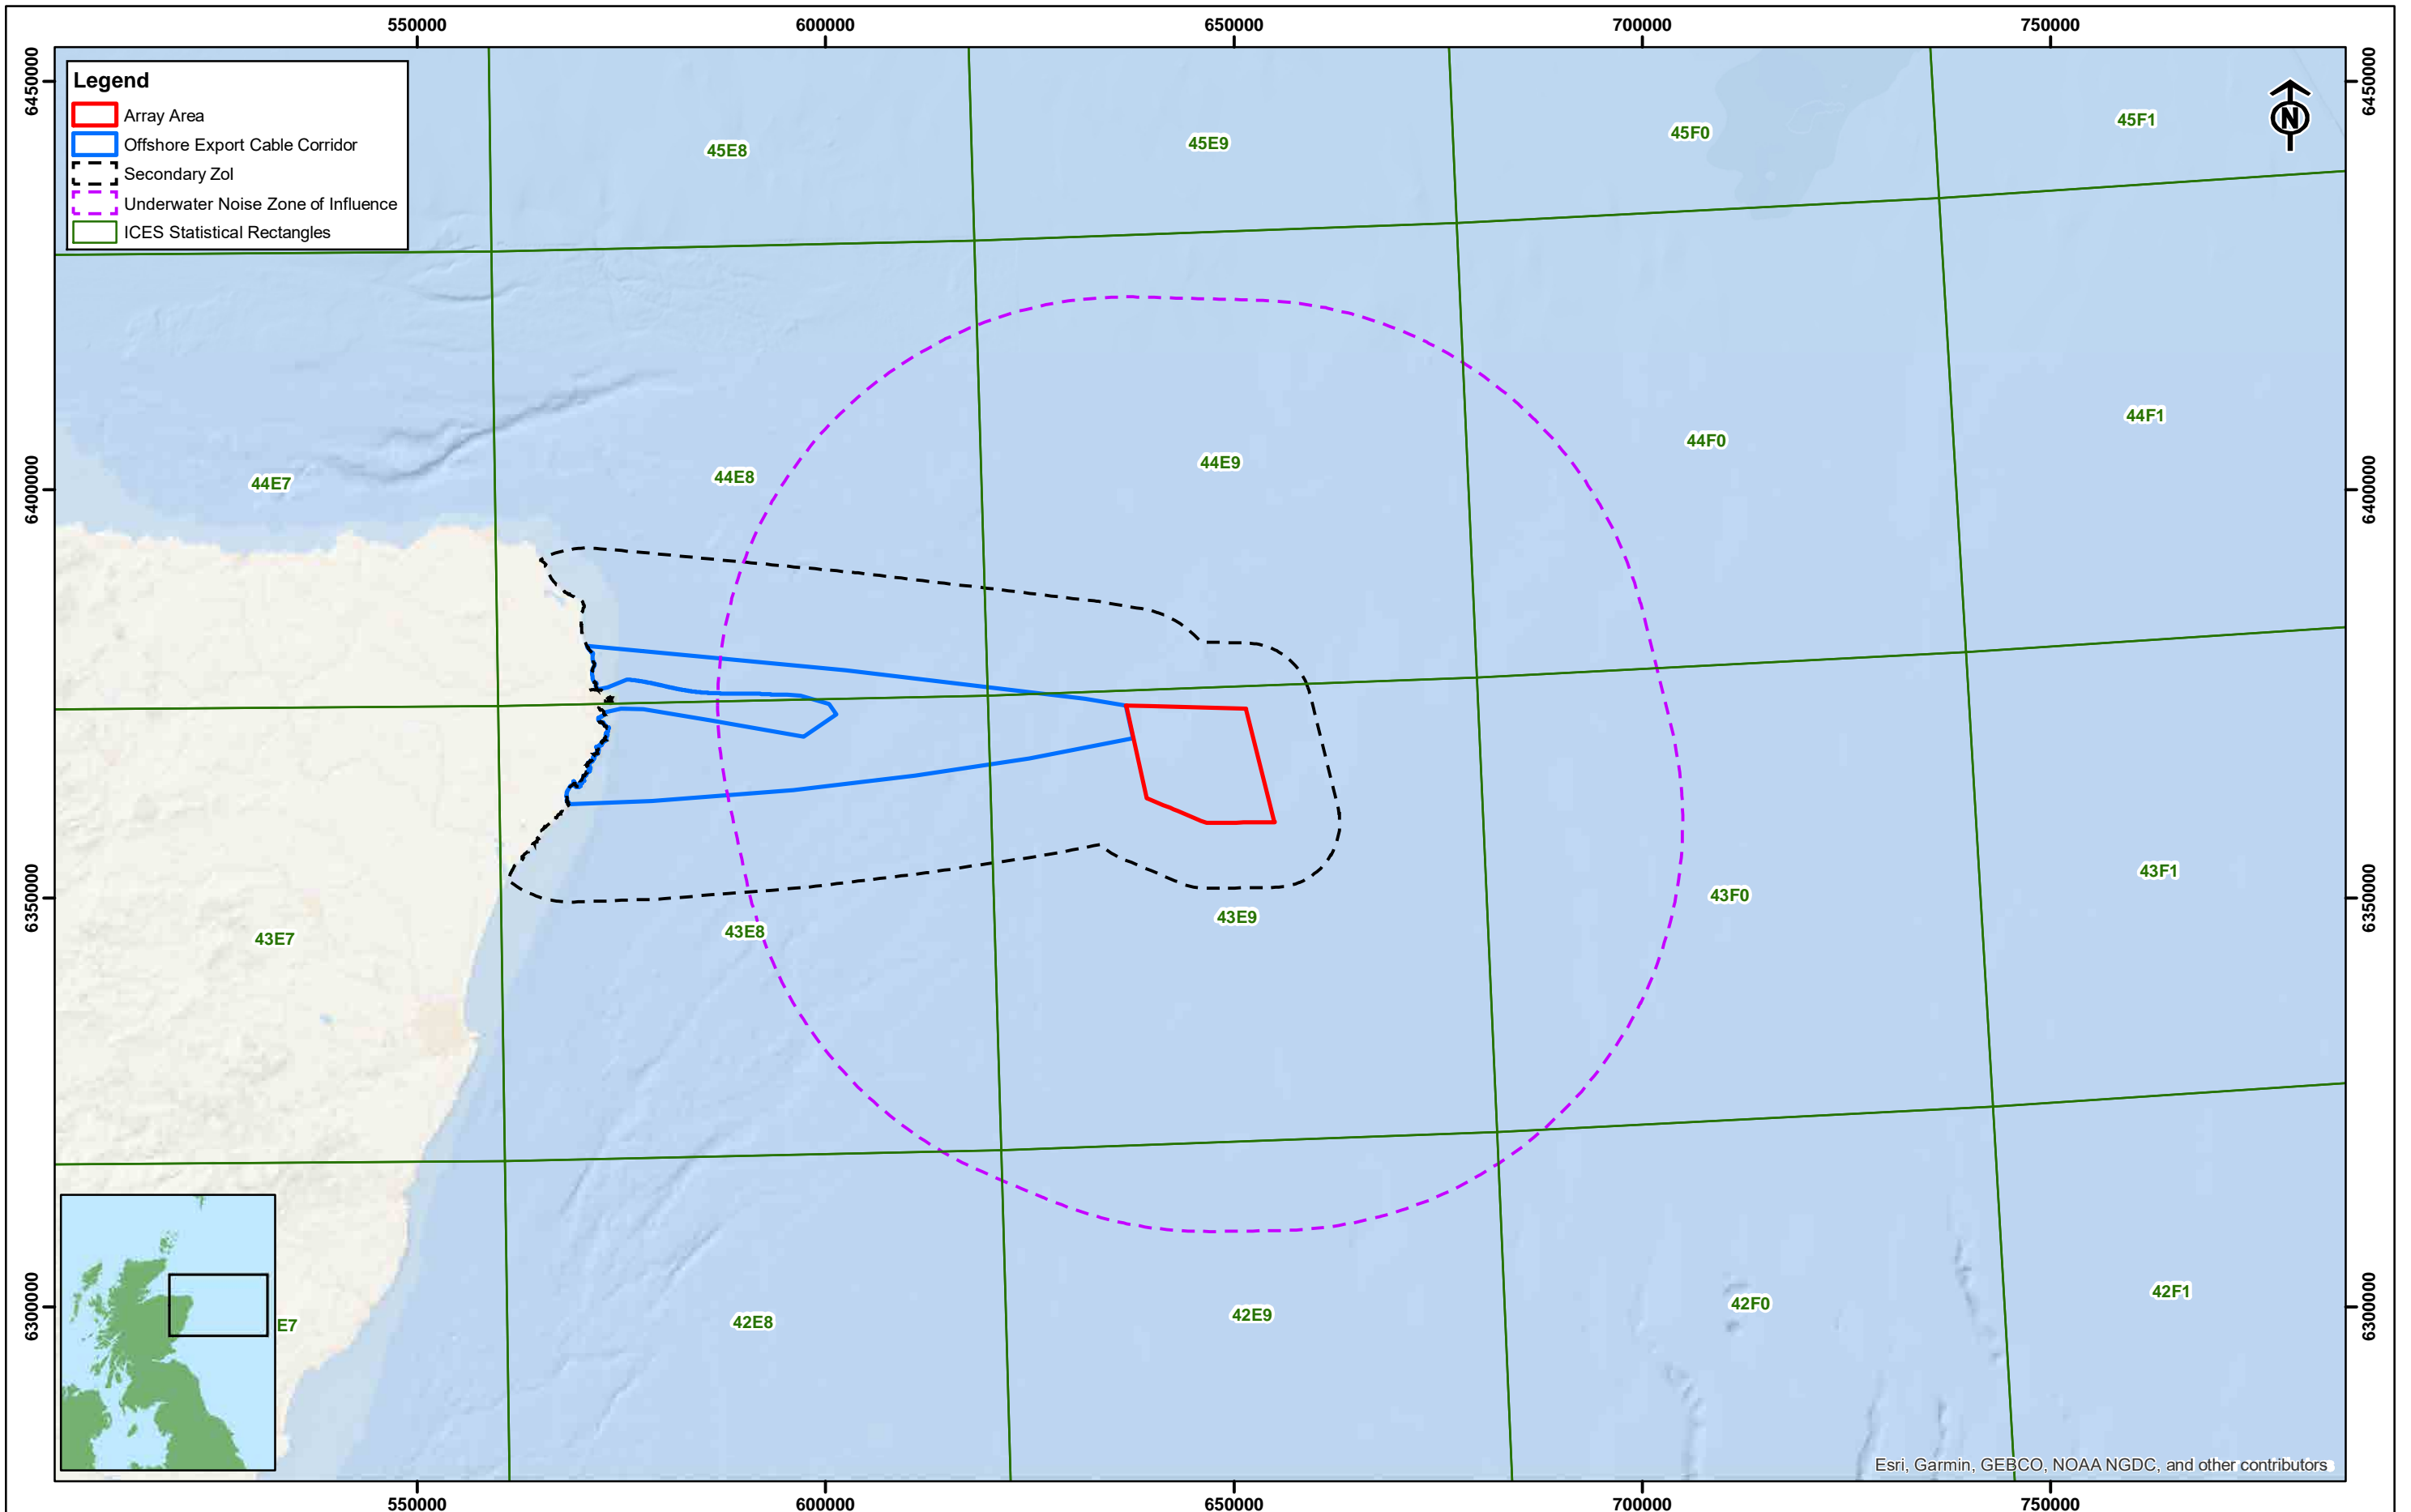 550000 600000 650000 700000 750000
6450000 6450000
Legend
Array Area
Offshore Export Cable Corridor
Secondary ZoI
Underwater Noise Zone of Influence
ICES Statistical Rectangles
N
45E8 45E9 45F0 45F1
44E7 44E8 44E9 44F0 44F1
6400000 6400000
43E7 43E8 43E9 43F0 43F1
6350000 6350000
E7 42E8 42E9 42F0 42F1
6300000 6300000
Esri, Garmin, GEBCO, NOAA NGDC, and other contributors
550000 600000 650000 700000 750000